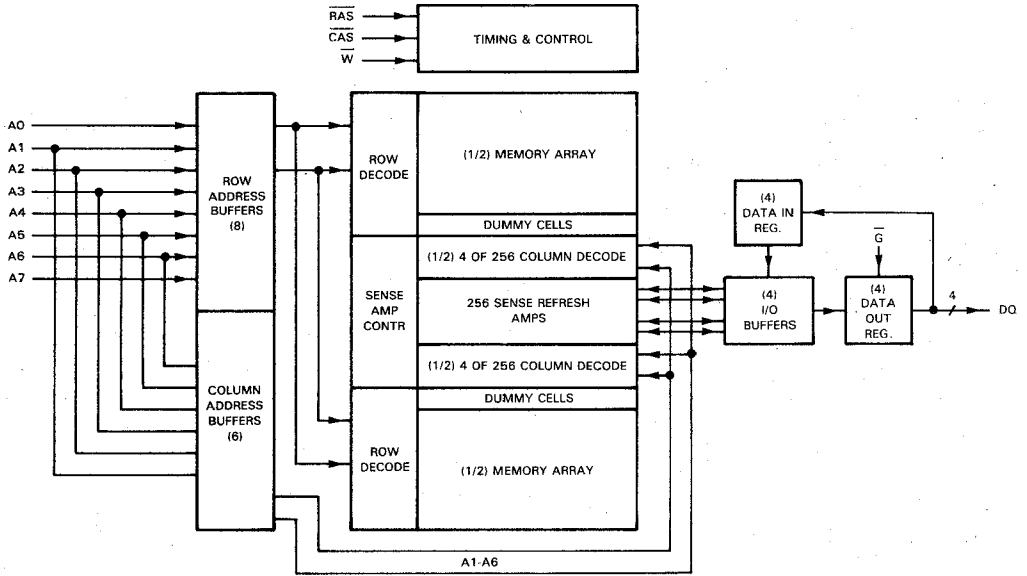 RAS
CAS
W
TIMING & CONTROL
A0
A1
A2
A3
A4
A5
A6
A7
ROW
ADDRESS
BUFFERS
(8)
COLUMN
ADDRESS
BUFFERS
(6)
ROW
DECODE
(1/2) MEMORY ARRAY
DUMMY CELLS
(1/2) 4 OF 256 COLUMN DECODE
SENSE
AMP
CONTR
256 SENSE REFRESH
AMPS
(1/2) 4 OF 256 COLUMN DECODE
DUMMY CELLS
ROW
DECODE
(1/2) MEMORY ARRAY
A1-A6
(4)
DATA IN
REG.
(4)
I/O
BUFFERS
G
(4)
DATA
OUT
REG.
4
DQ